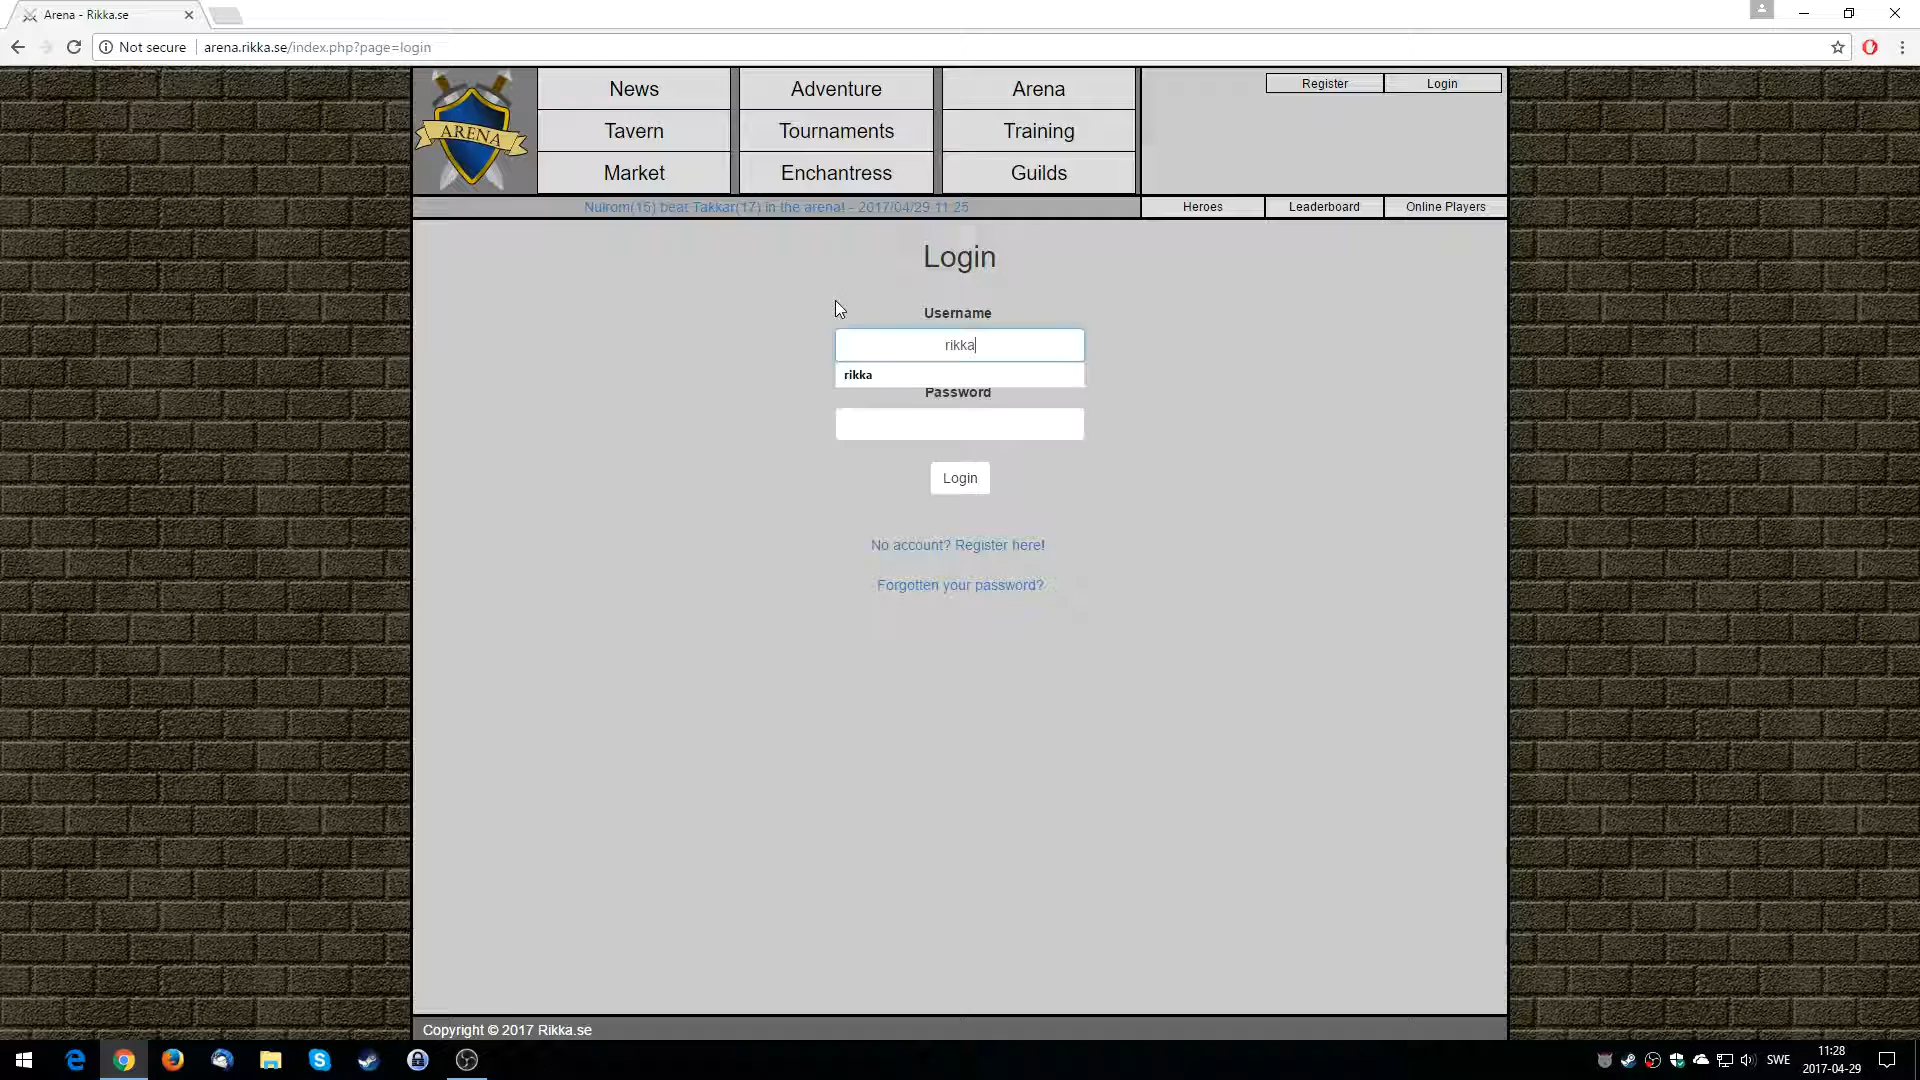 Arena - Rikka.se
Not secure arena.rikka.se/index.php?page=login
ARENA
News
Adventure
Arena
Register
Login
Tavern
Tournaments
Training
Market
Enchantress
Guilds
Nulrom(15) beat Takkar(17) in the arena! - 2017/04/29 11:25
Heroes
Leaderboard
Online Players
Login
Username
rikka
rikka
Password
Login
No account? Register here!
Forgotten your password?
Copyright © 2017 Rikka.se
SWE
11:28
2017-04-29